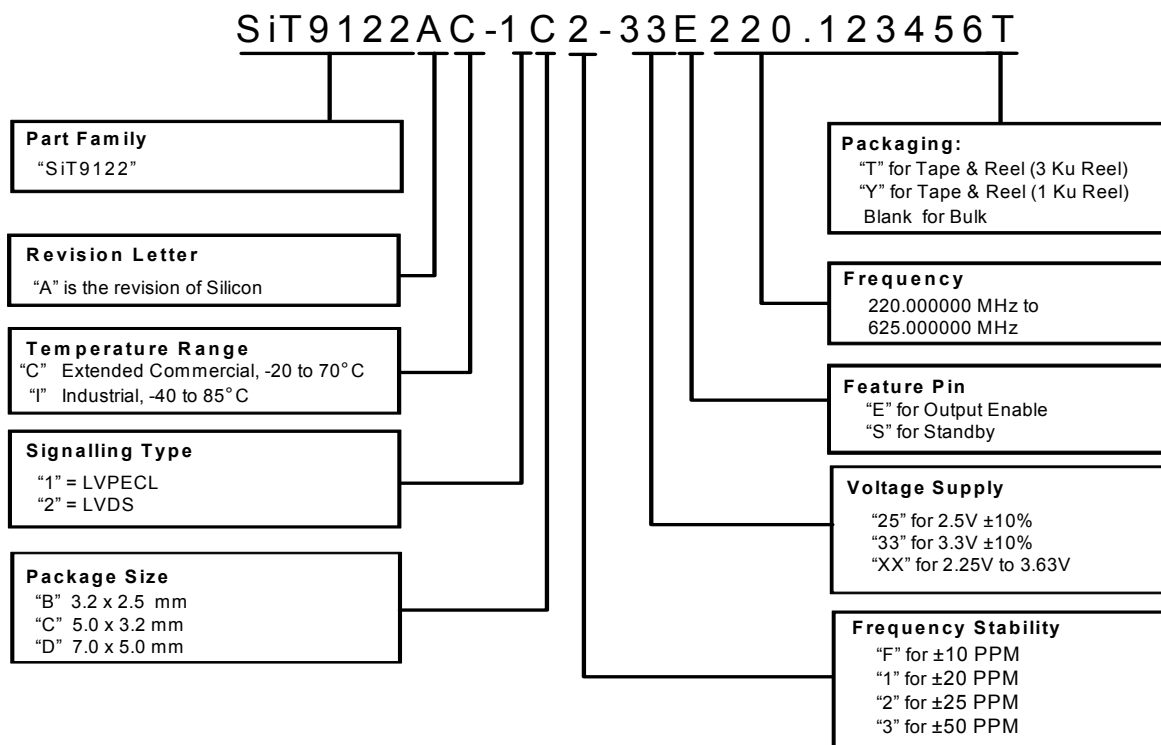 SiT9122AC-1C2-33E220.123456T
Part Family
“SiT9122”
Revision Letter
“A” is the revision of Silicon
Temperature Range
“C” Extended Commercial, -20 to 70°C
“I” Industrial, -40 to 85°C
Signalling Type
“1” = LVPECL
“2” = LVDS
Package Size
“B” 3.2 x 2.5 mm
“C” 5.0 x 3.2 mm
“D” 7.0 x 5.0 mm
Packaging:
“T” for Tape & Reel (3 Ku Reel)
“Y” for Tape & Reel (1 Ku Reel)
Blank for Bulk
Frequency
220.000000 MHz to
625.000000 MHz
Feature Pin
“E” for Output Enable
“S” for Standby
Voltage Supply
“25” for 2.5V ±10%
“33” for 3.3V ±10%
“XX” for 2.25V to 3.63V
Frequency Stability
“F” for ±10 PPM
“1” for ±20 PPM
“2” for ±25 PPM
“3” for ±50 PPM